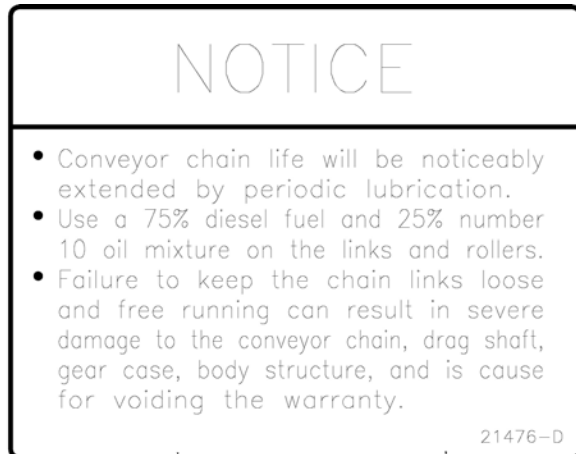 NOTICE
• Conveyor chain life will be noticeably
extended by periodic lubrication.
• Use a 75% diesel fuel and 25% number
10 oil mixture on the links and rollers.
• Failure to keep the chain links loose
and free running can result in severe
damage to the conveyor chain, drag shaft,
gear case, body structure, and is cause
for voiding the warranty.
21476-D